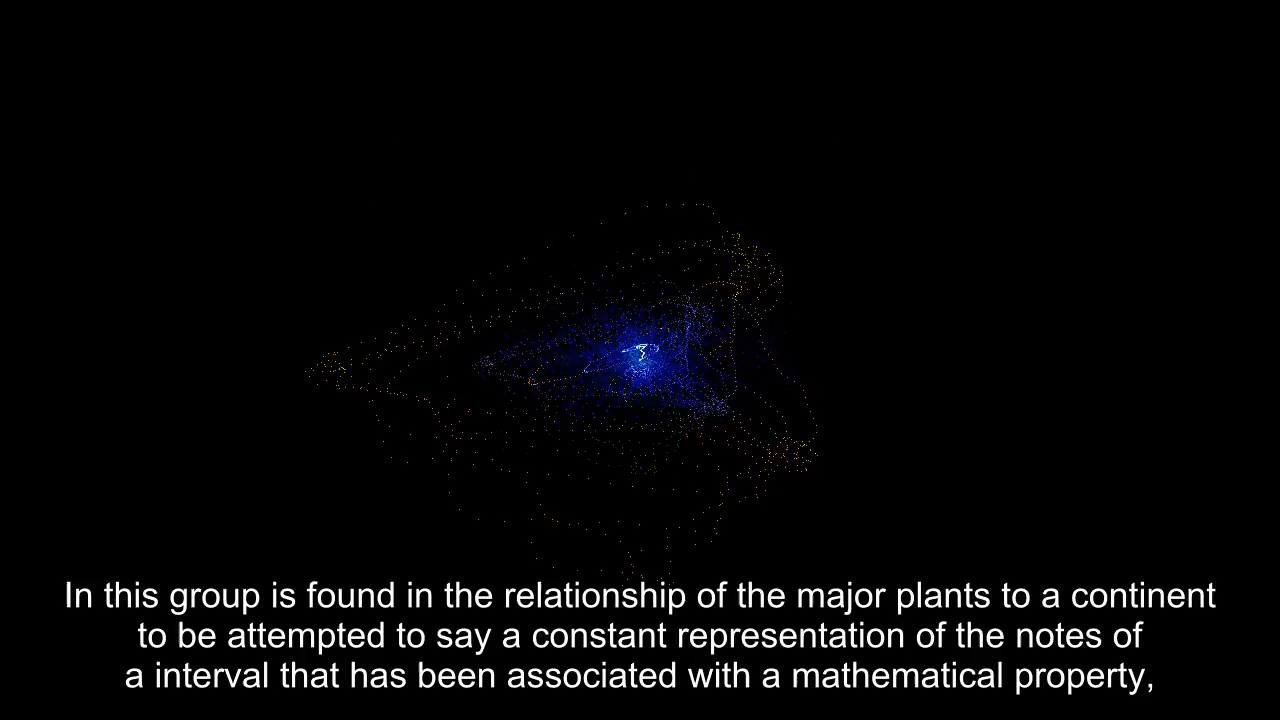 In this group is found in the relationship of the major plants to a continent
to be attempted to say a constant representation of the notes of
a interval that has been associated with a mathematical property,